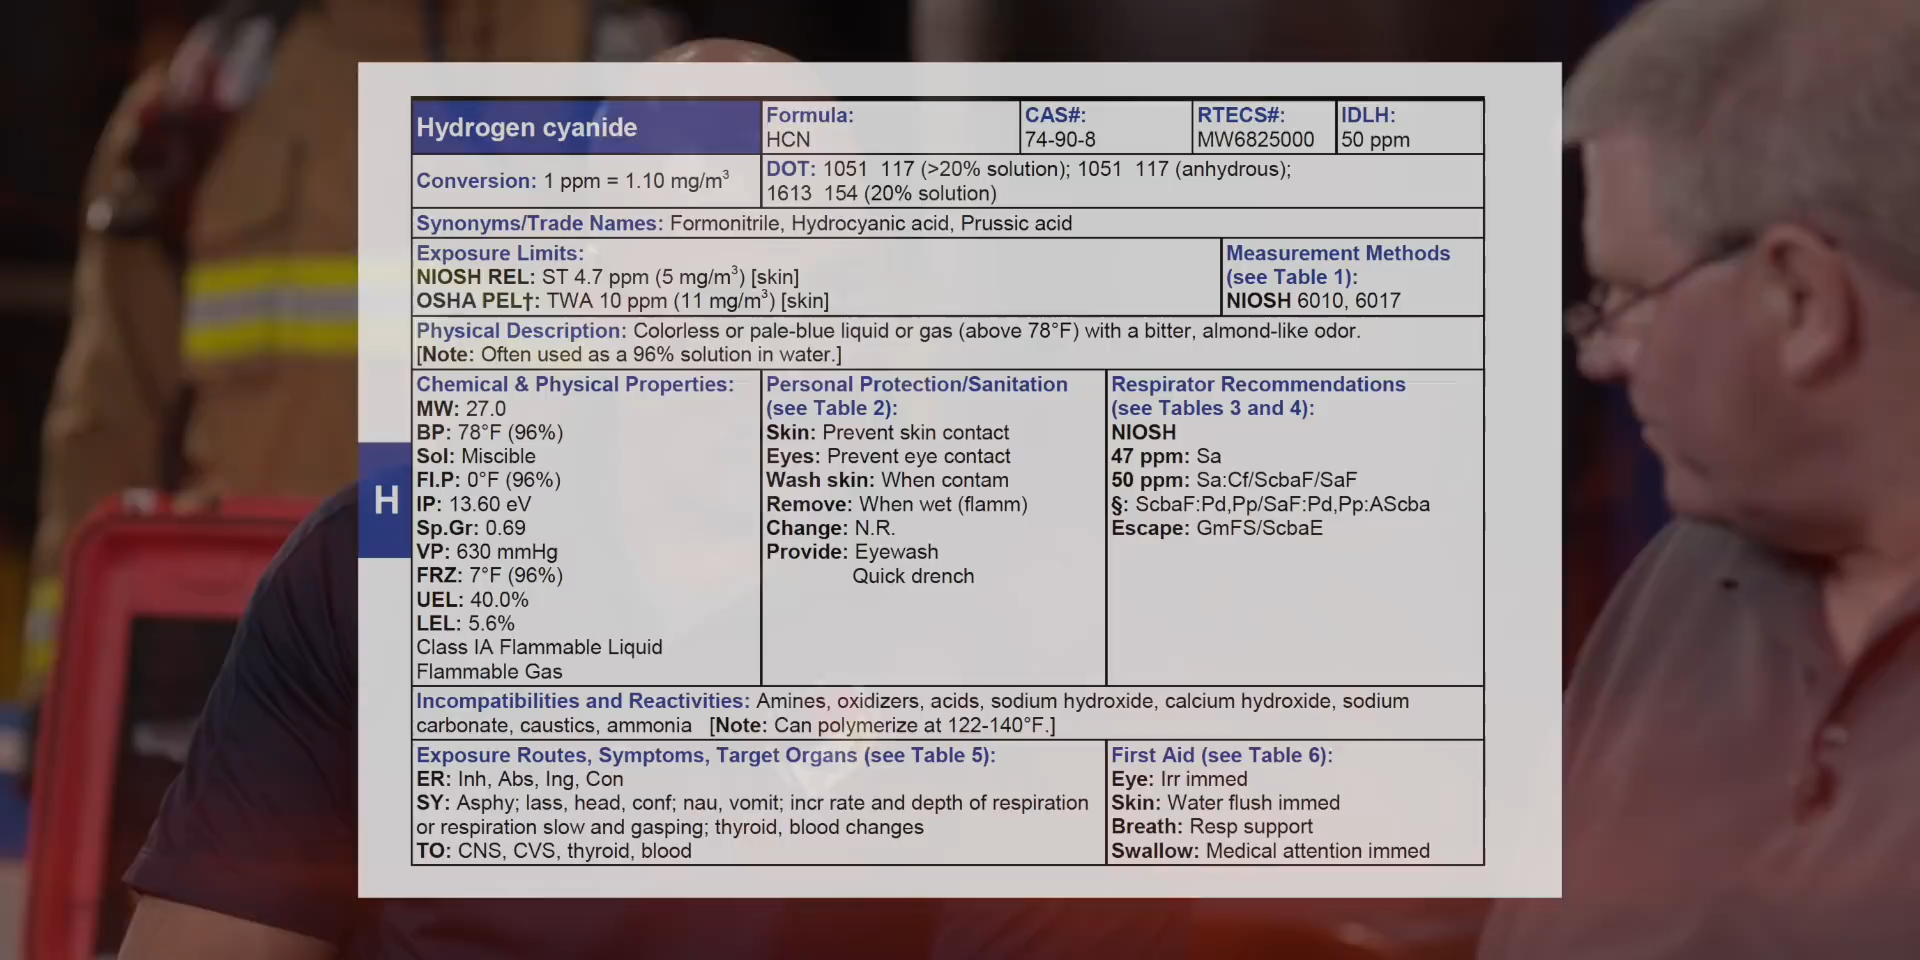 Hydrogen cyanide
Formula:
HCN
CAS#:
74-90-8
RTECS#:
MW6825000
IDLH:
50 ppm
Conversion: 1 ppm = 1.10 mg/m³
DOT: 1051 117 (>20% solution); 1051 117 (anhydrous);
1613 154 (20% solution)
Synonyms/Trade Names: Formonitrile, Hydrocyanic acid, Prussic acid
Exposure Limits:
NIOSH REL: ST 4.7 ppm (5 mg/m³) [skin]
OSHA PEL†: TWA 10 ppm (11 mg/m³) [skin]
Measurement Methods
(see Table 1):
NIOSH 6010, 6017
Physical Description: Colorless or pale-blue liquid or gas (above 78°F) with a bitter, almond-like odor.
[Note: Often used as a 96% solution in water.]
H
Chemical & Physical Properties:
MW: 27.0
BP: 78°F (96%)
Sol: Miscible
Fl.P: 0°F (96%)
IP: 13.60 eV
Sp.Gr: 0.69
VP: 630 mmHg
FRZ: 7°F (96%)
UEL: 40.0%
LEL: 5.6%
Class IA Flammable Liquid
Flammable Gas
Personal Protection/Sanitation
(see Table 2):
Skin: Prevent skin contact
Eyes: Prevent eye contact
Wash skin: When contam
Remove: When wet (flamm)
Change: N.R.
Provide: Eyewash
Quick drench
Respirator Recommendations
(see Tables 3 and 4):
NIOSH
47 ppm: Sa
50 ppm: Sa:Cf/ScbaF/SaF
§: ScbaF:Pd,Pp/SaF:Pd,Pp:AScba
Escape: GmFS/ScbaE
Incompatibilities and Reactivities: Amines, oxidizers, acids, sodium hydroxide, calcium hydroxide, sodium
carbonate, caustics, ammonia [Note: Can polymerize at 122-140°F.]
Exposure Routes, Symptoms, Target Organs (see Table 5):
ER: Inh, Abs, Ing, Con
SY: Asphy; lass, head, conf; nau, vomit; incr rate and depth of respiration
or respiration slow and gasping; thyroid, blood changes
TO: CNS, CVS, thyroid, blood
First Aid (see Table 6):
Eye: Irr immed
Skin: Water flush immed
Breath: Resp support
Swallow: Medical attention immed